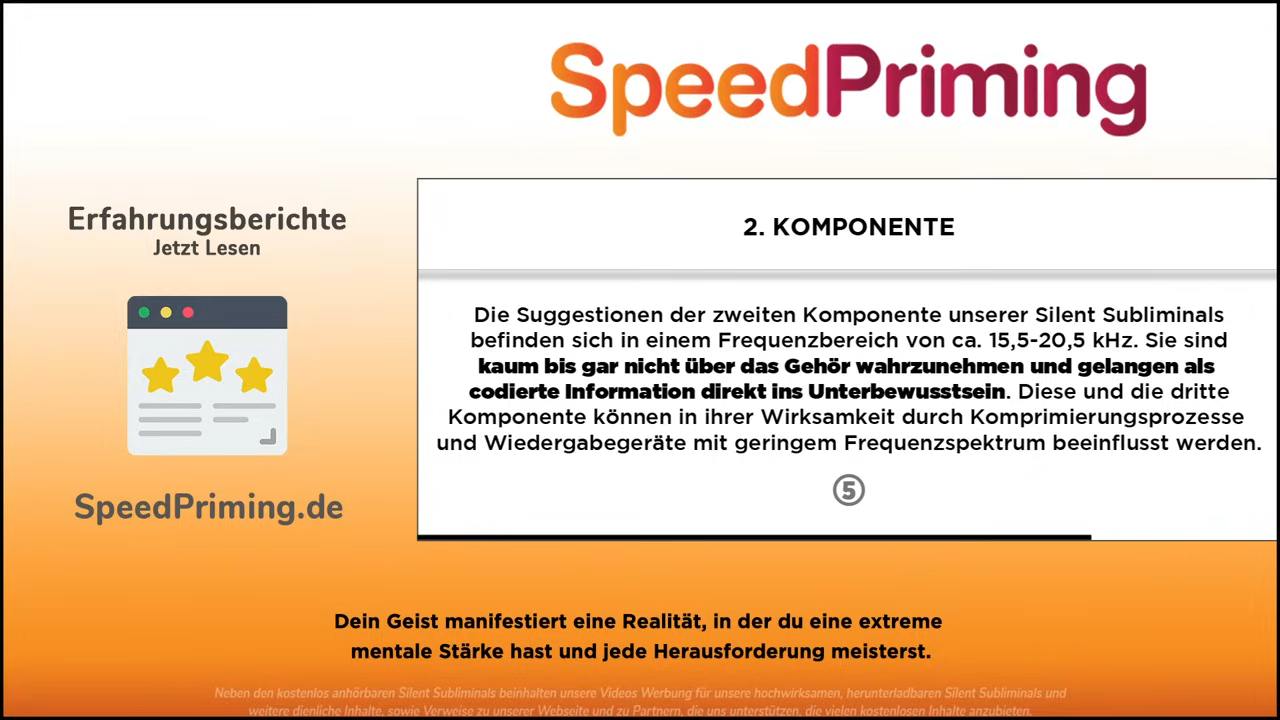 SpeedPriming
Erfahrungsberichte
Jetzt Lesen
SpeedPriming.de
2. KOMPONENTE
Die Suggestionen der zweiten Komponente unserer Silent Subliminals
befinden sich in einem Frequenzbereich von ca. 15,5-20,5 kHz. Sie sind
kaum bis gar nicht über das Gehör wahrzunehmen und gelangen als
codierte Information direkt ins Unterbewusstsein. Diese und die dritte
Komponente können in ihrer Wirksamkeit durch Komprimierungsprozesse
und Wiedergabegeräte mit geringem Frequenzspektrum beeinflusst werden.
⑤
Dein Geist manifestiert eine Realität, in der du eine extreme
mentale Stärke hast und jede Herausforderung meisterst.
Neben den kostenlos anhörbaren Silent Subliminals beinhalten unsere Videos Werbung für unsere hochwirksamen, herunterladbaren Silent Subliminals und
weitere dienliche Inhalte, sowie Verweise zu unserer Webseite und zu Partnern, die uns unterstützen, die vielen kostenlosen Inhalte anzubieten.